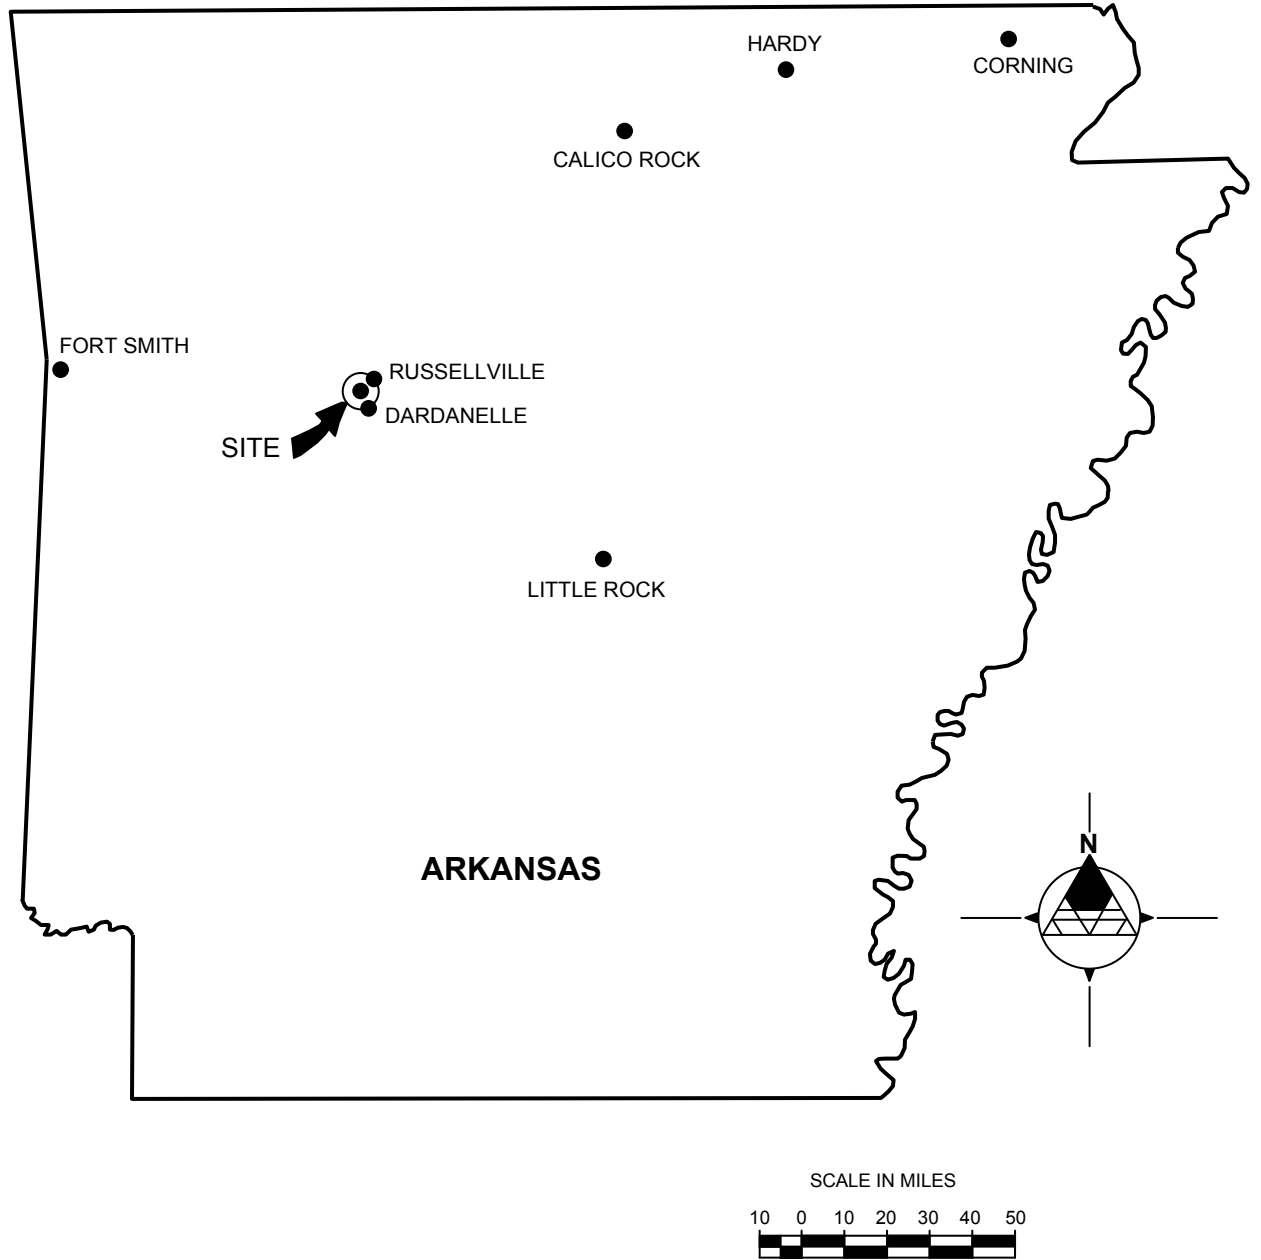 HARDY
CORNING
CALICO ROCK
FORT SMITH
RUSSELLVILLE
DARDANELLE
SITE
LITTLE ROCK
ARKANSAS
N
SCALE IN MILES
10 0 10 20 30 40 50